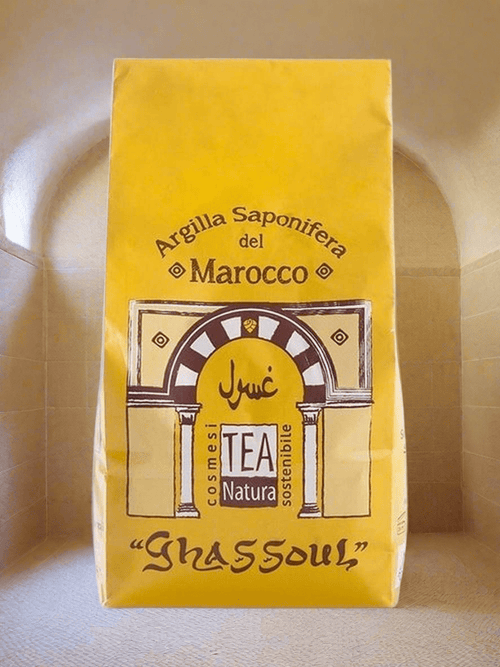 Argilla Saponifera
del
Marocco
غسول
cosmesi
TEA
Natura
sostenibile
"Ghassoul"